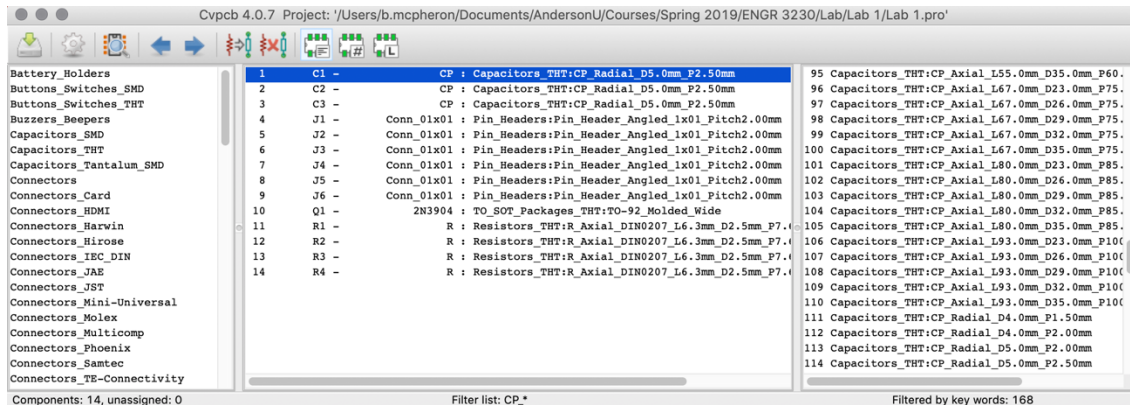 Cvpcb 4.0.7 Project: '/Users/b.mcpheron/Documents/AndersonU/Courses/Spring 2019/ENGR 3230/Lab/Lab 1/Lab 1.pro'
Battery_Holders
Buttons_Switches_SMD
Buttons_Switches_THT
Buzzers_Beepers
Capacitors_SMD
Capacitors_THT
Capacitors_Tantalum_SMD
Connectors
Connectors_Card
Connectors_HDMI
Connectors_Harwin
Connectors_Hirose
Connectors_IEC_DIN
Connectors_JAE
Connectors_JST
Connectors_Mini-Universal
Connectors_Molex
Connectors_Multicomp
Connectors_Phoenix
Connectors_Samtec
Connectors_TE-Connectivity
1 C1 - CP : Capacitors_THT:CP_Radial_D5.0mm_P2.50mm
2 C2 - CP : Capacitors_THT:CP_Radial_D5.0mm_P2.50mm
3 C3 - CP : Capacitors_THT:CP_Radial_D5.0mm_P2.50mm
4 J1 - Conn_01x01 : Pin_Headers:Pin_Header_Angled_1x01_Pitch2.00mm
5 J2 - Conn_01x01 : Pin_Headers:Pin_Header_Angled_1x01_Pitch2.00mm
6 J3 - Conn_01x01 : Pin_Headers:Pin_Header_Angled_1x01_Pitch2.00mm
7 J4 - Conn_01x01 : Pin_Headers:Pin_Header_Angled_1x01_Pitch2.00mm
8 J5 - Conn_01x01 : Pin_Headers:Pin_Header_Angled_1x01_Pitch2.00mm
9 J6 - Conn_01x01 : Pin_Headers:Pin_Header_Angled_1x01_Pitch2.00mm
10 Q1 - 2N3904 : TO_SOT_Packages_THT:TO-92_Molded_Wide
11 R1 - R : Resistors_THT:R_Axial_DIN0207_L6.3mm_D2.5mm_P7.6
12 R2 - R : Resistors_THT:R_Axial_DIN0207_L6.3mm_D2.5mm_P7.6
13 R3 - R : Resistors_THT:R_Axial_DIN0207_L6.3mm_D2.5mm_P7.6
14 R4 - R : Resistors_THT:R_Axial_DIN0207_L6.3mm_D2.5mm_P7.6
95 Capacitors_THT:CP_Axial_L55.0mm_D35.0mm_P60.
96 Capacitors_THT:CP_Axial_L67.0mm_D23.0mm_P75.
97 Capacitors_THT:CP_Axial_L67.0mm_D26.0mm_P75.
98 Capacitors_THT:CP_Axial_L67.0mm_D29.0mm_P75.
99 Capacitors_THT:CP_Axial_L67.0mm_D32.0mm_P75.
100 Capacitors_THT:CP_Axial_L67.0mm_D35.0mm_P75.
101 Capacitors_THT:CP_Axial_L80.0mm_D23.0mm_P85.
102 Capacitors_THT:CP_Axial_L80.0mm_D26.0mm_P85.
103 Capacitors_THT:CP_Axial_L80.0mm_D29.0mm_P85.
104 Capacitors_THT:CP_Axial_L80.0mm_D32.0mm_P85.
105 Capacitors_THT:CP_Axial_L80.0mm_D35.0mm_P85.
106 Capacitors_THT:CP_Axial_L93.0mm_D23.0mm_P100
107 Capacitors_THT:CP_Axial_L93.0mm_D26.0mm_P100
108 Capacitors_THT:CP_Axial_L93.0mm_D29.0mm_P100
109 Capacitors_THT:CP_Axial_L93.0mm_D32.0mm_P100
110 Capacitors_THT:CP_Axial_L93.0mm_D35.0mm_P100
111 Capacitors_THT:CP_Radial_D4.0mm_P1.50mm
112 Capacitors_THT:CP_Radial_D4.0mm_P2.00mm
113 Capacitors_THT:CP_Radial_D5.0mm_P2.00mm
114 Capacitors_THT:CP_Radial_D5.0mm_P2.50mm
Components: 14, unassigned: 0
Filter list: CP_*
Filtered by key words: 168